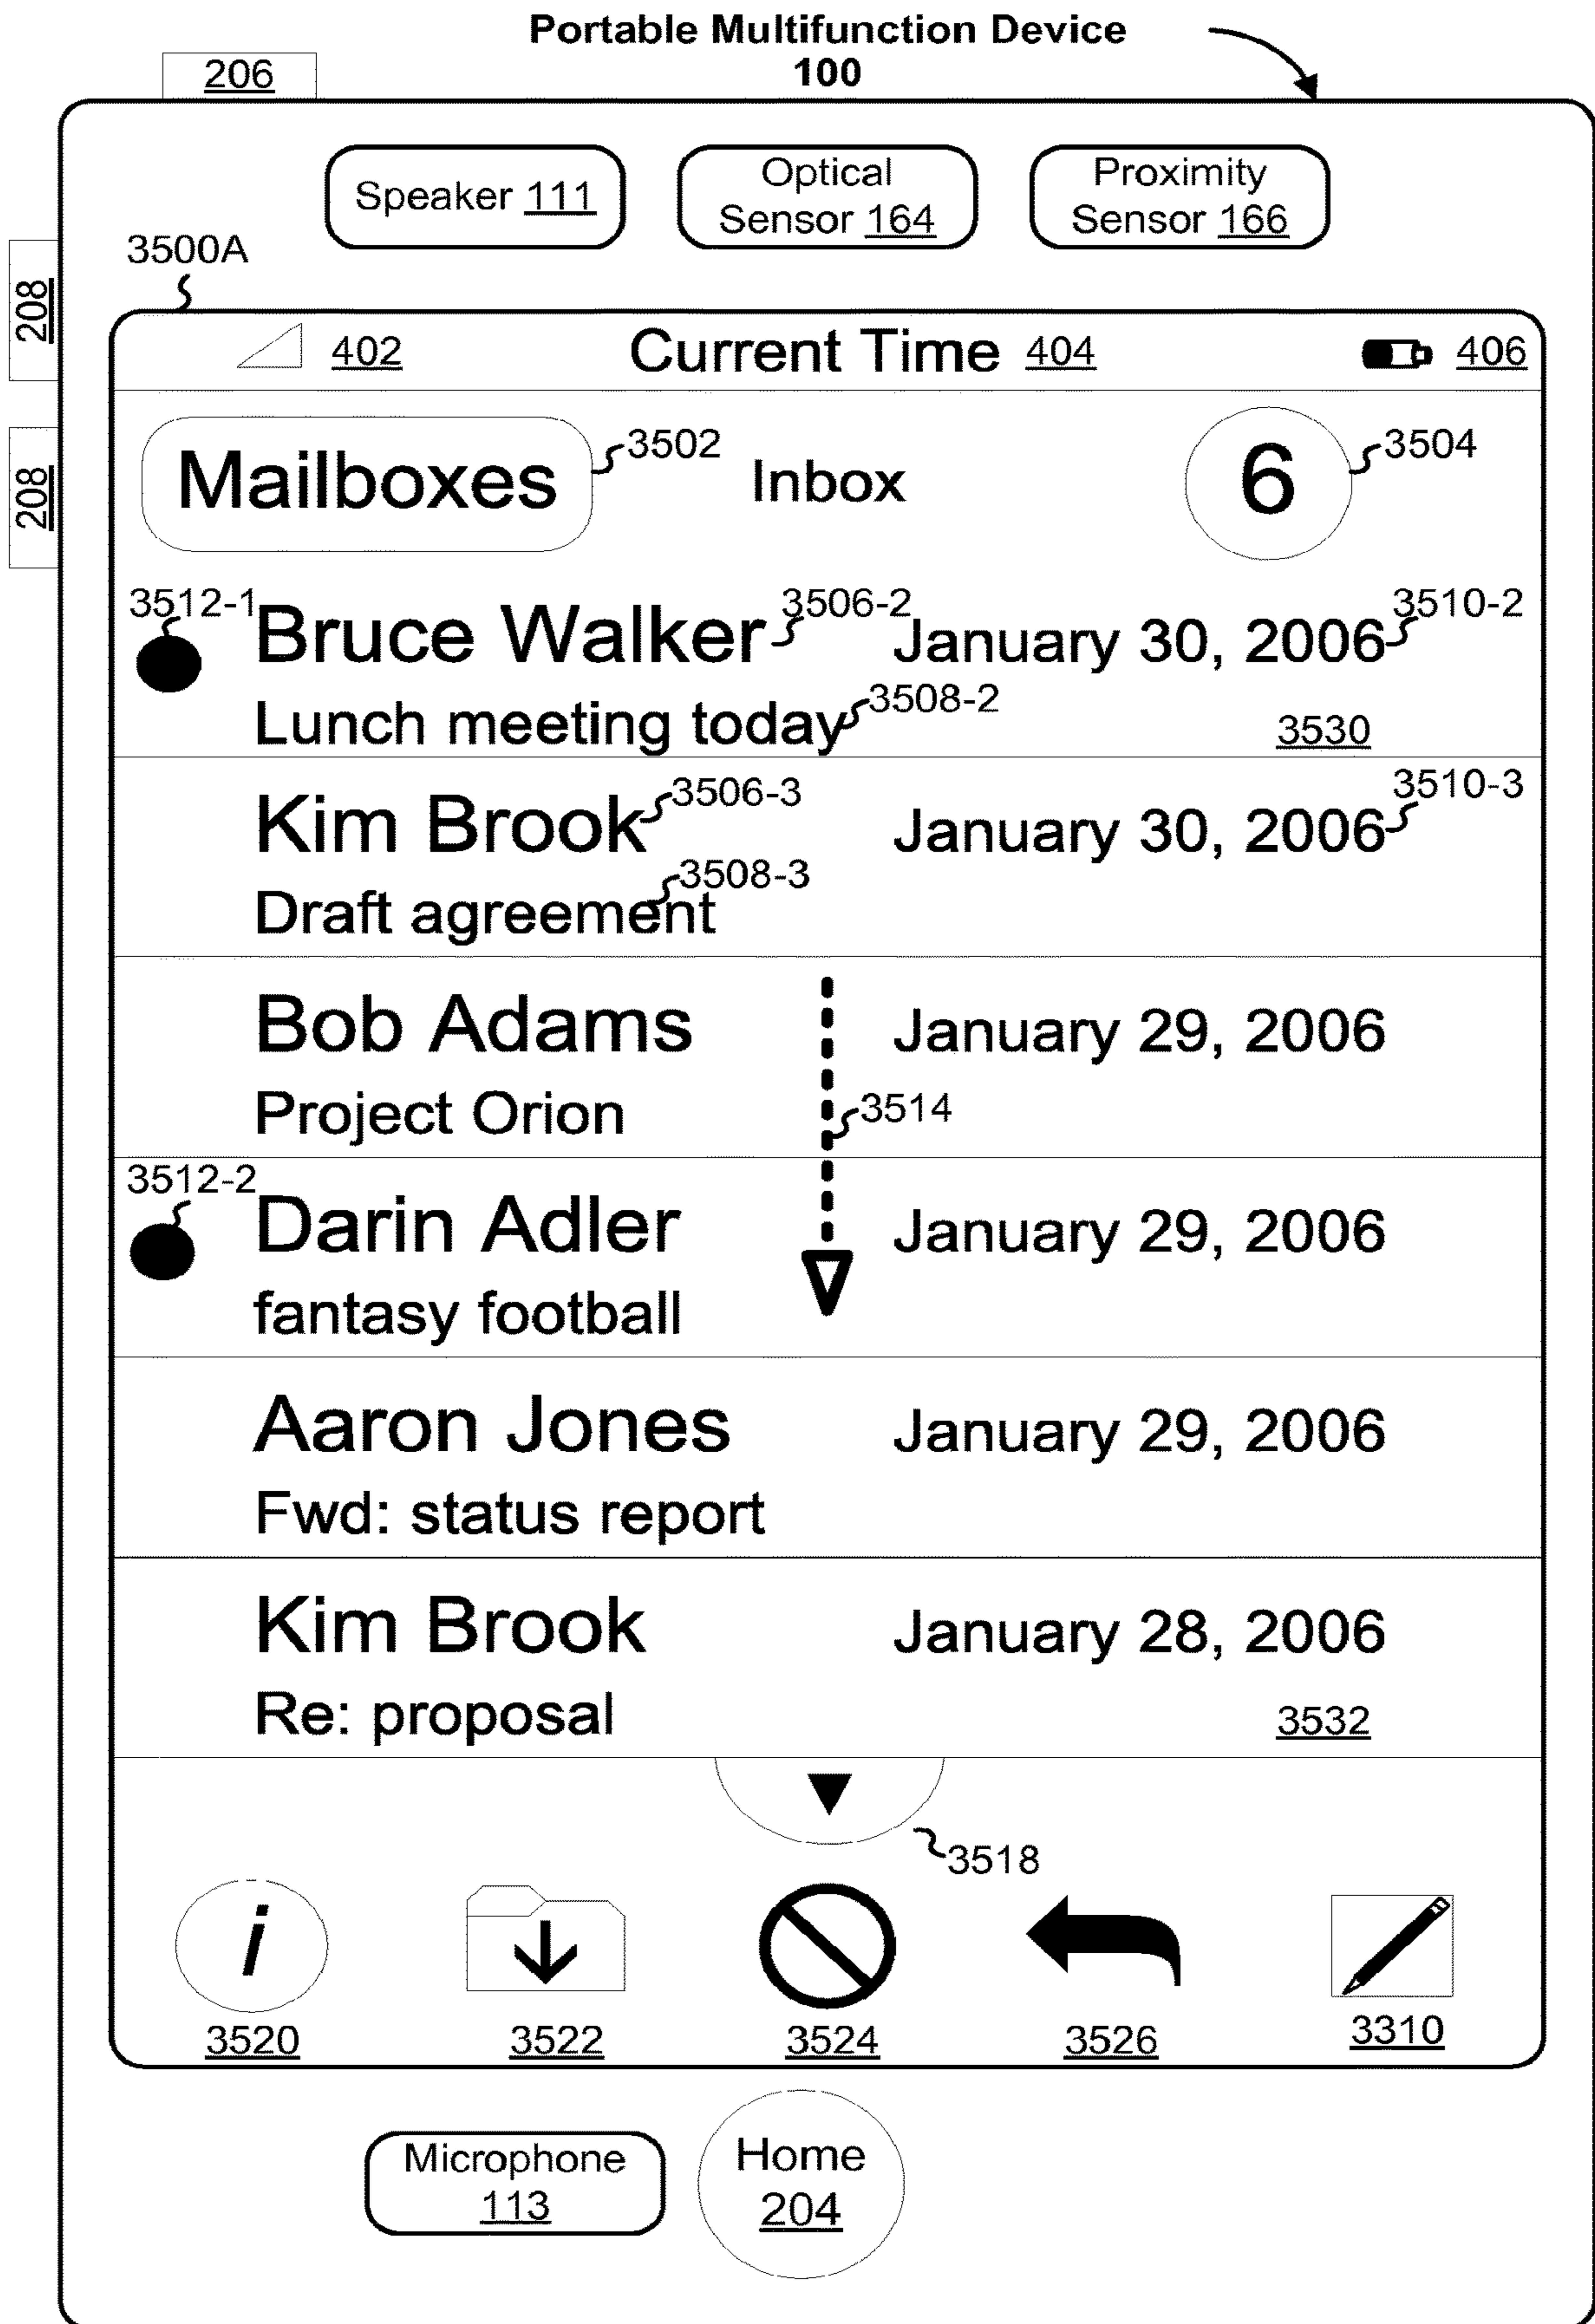 Portable Multifunction Device
100
206
Speaker 111
Optical
Sensor 164
Proximity
Sensor 166
3500A
208
208
402 Current Time 404 406
Mailboxes 3502 Inbox 6 3504
3512-1 Bruce Walker 3506-2 January 30, 2006 3510-2
Lunch meeting today 3508-2 3530
Kim Brook 3506-3 January 30, 2006 3510-3
Draft agreement 3508-3
Bob Adams January 29, 2006
Project Orion 3514
3512-2 Darin Adler January 29, 2006
fantasy football
Aaron Jones January 29, 2006
Fwd: status report
Kim Brook January 28, 2006
Re: proposal 3532
3518
i
3520 3522 3524 3526 3310
Microphone
113
Home
204